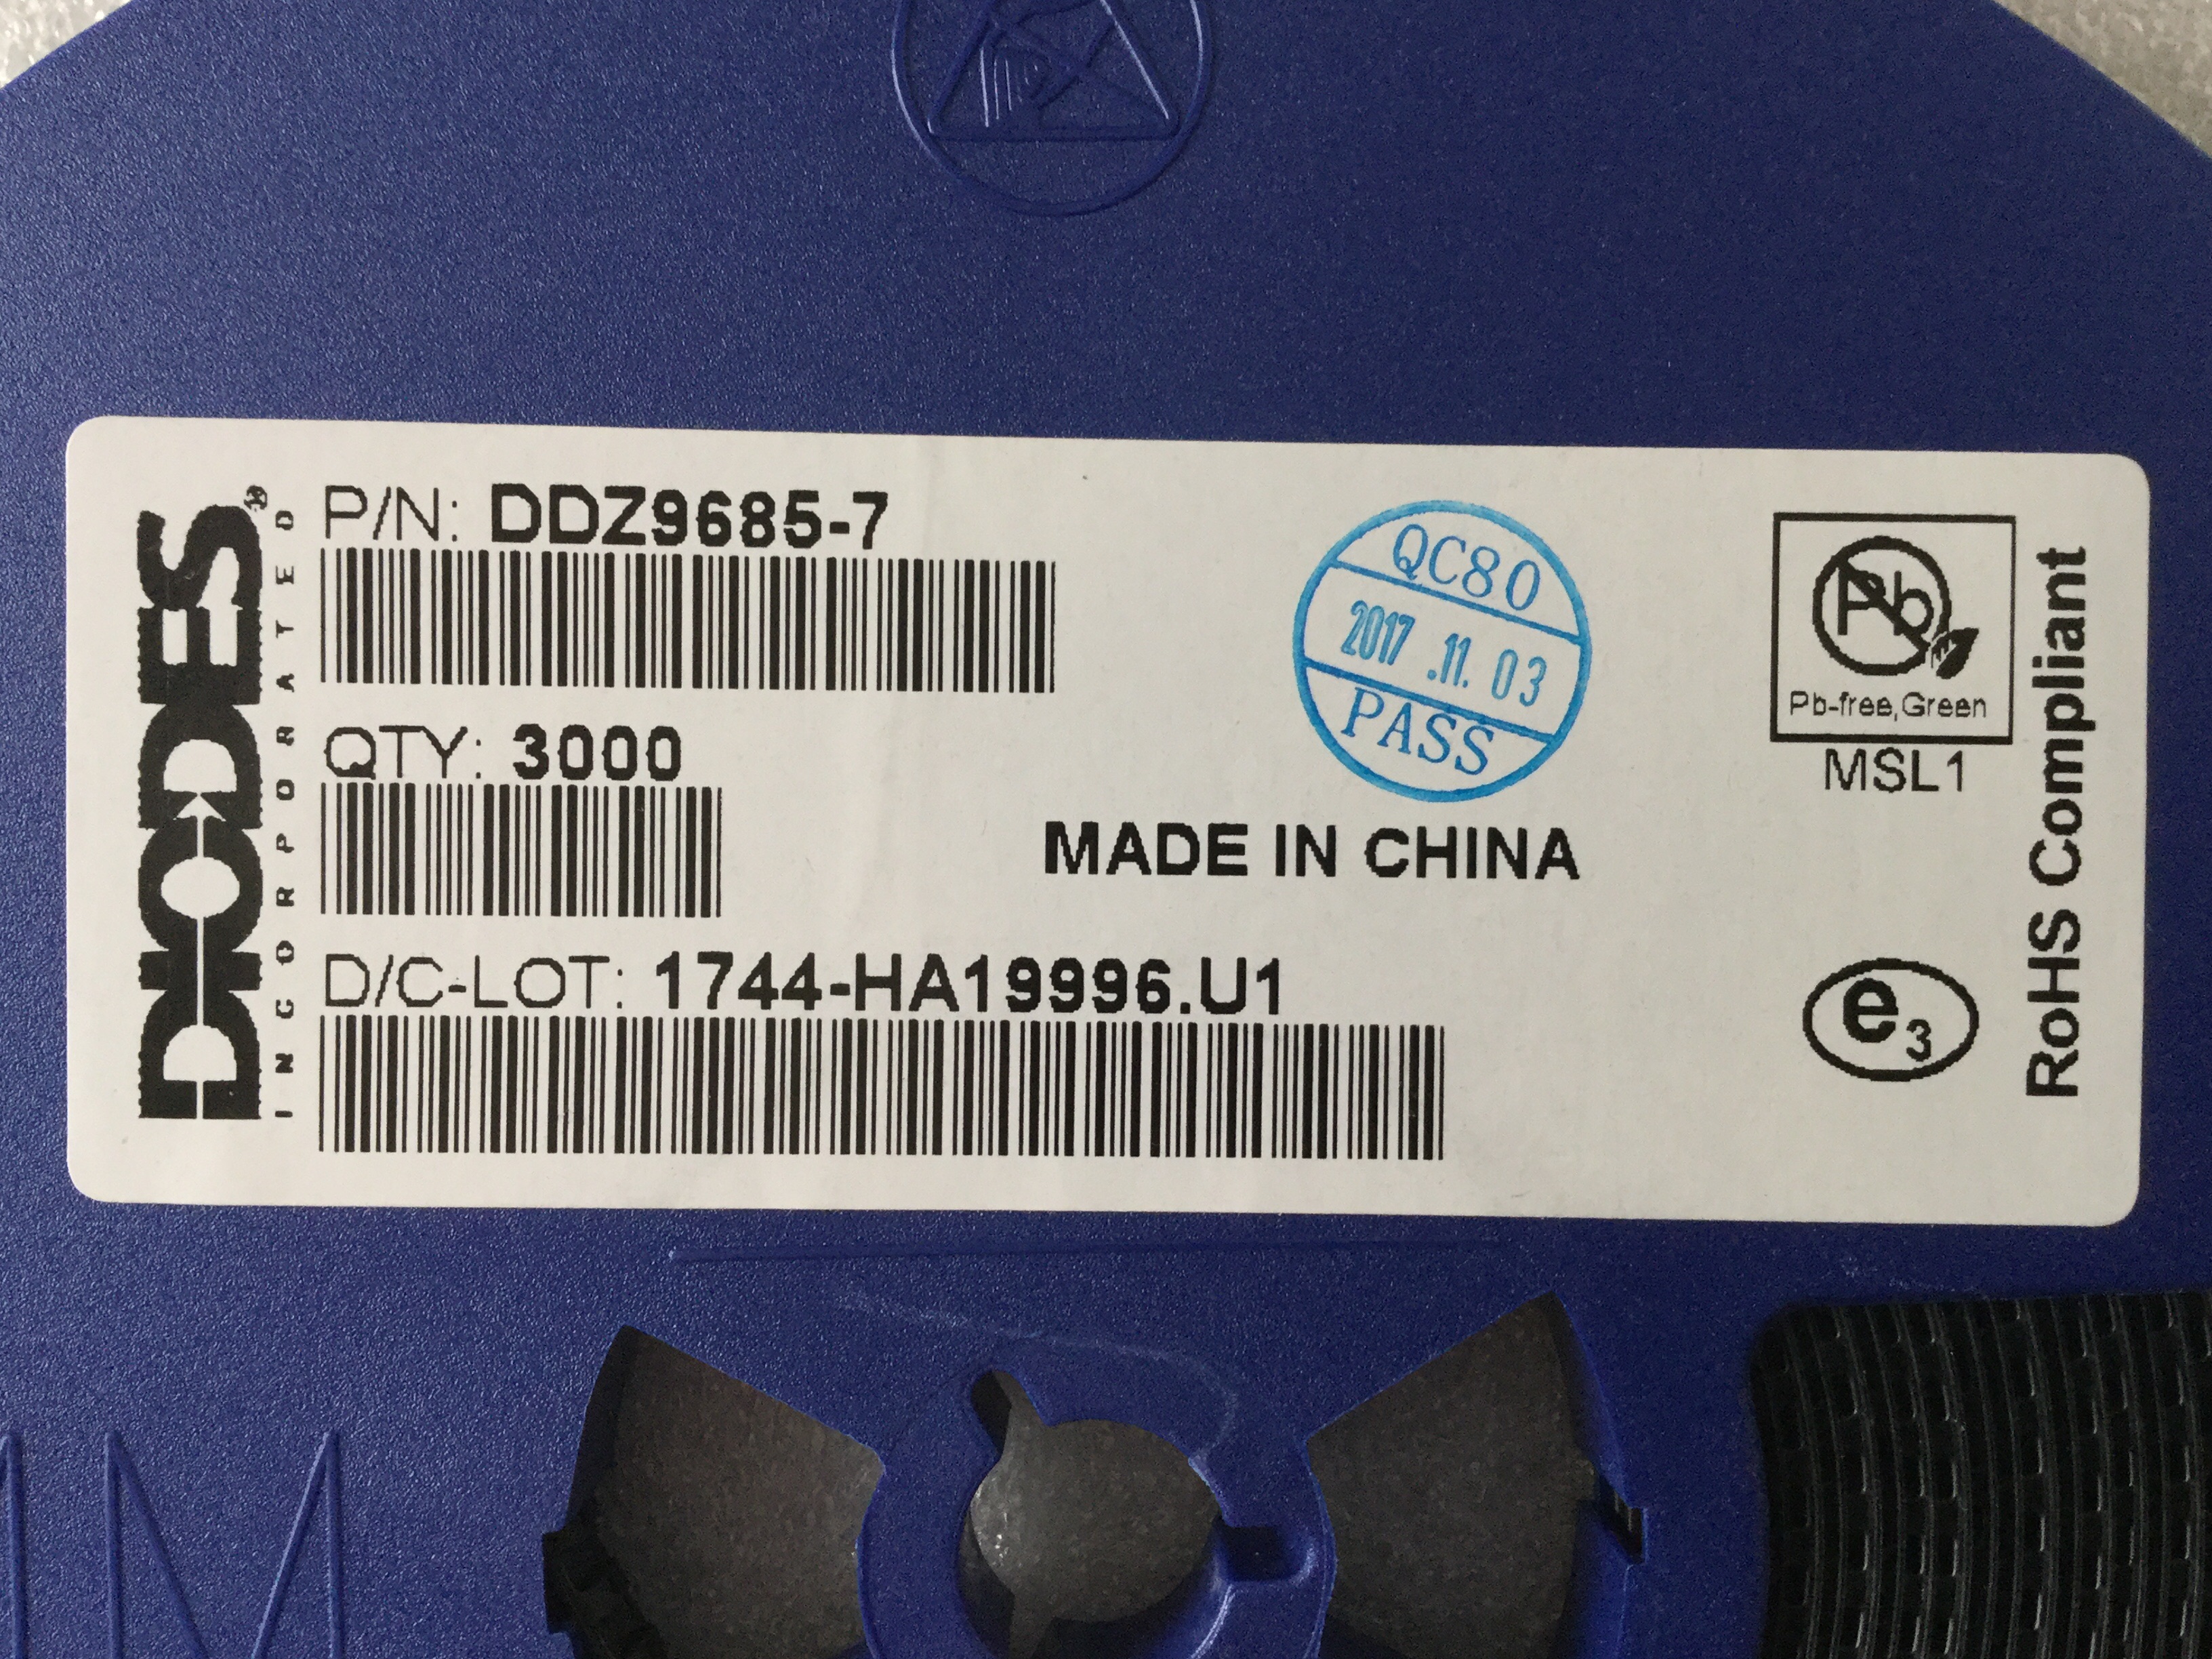 DIODES®
INCORPORATED
P/N: DDZ9685-7
QTY: 3000
D/C-LOT: 1744-HA19996.U1
QC80
2017.11.03
PASS
MADE IN CHINA
Pb
Pb-free,Green
MSL1
e3
RoHS Compliant